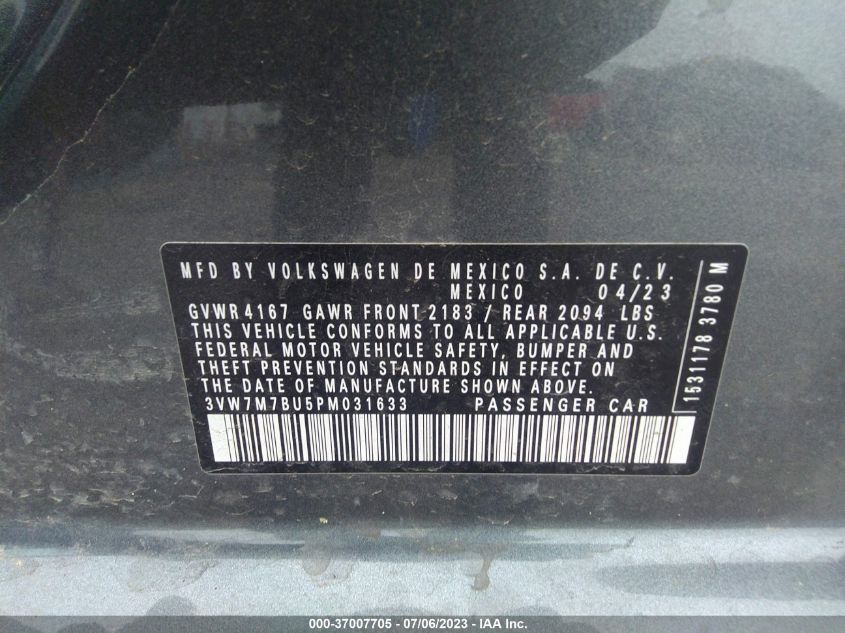 MFD BY VOLKSWAGEN DE MEXICO S.A. DE C.V.
MEXICO 04/23
GVWR 4167 GAWR FRONT 2183 / REAR 2094 LBS
THIS VEHICLE CONFORMS TO ALL APPLICABLE U.S.
FEDERAL MOTOR VEHICLE SAFETY, BUMPER AND
THEFT PREVENTION STANDARDS IN EFFECT ON
THE DATE OF MANUFACTURE SHOWN ABOVE.
3VW7M7BU5PM031633 PASSENGER CAR
1531178 3780 M
000-37007705 - 07/06/2023 - IAA Inc.